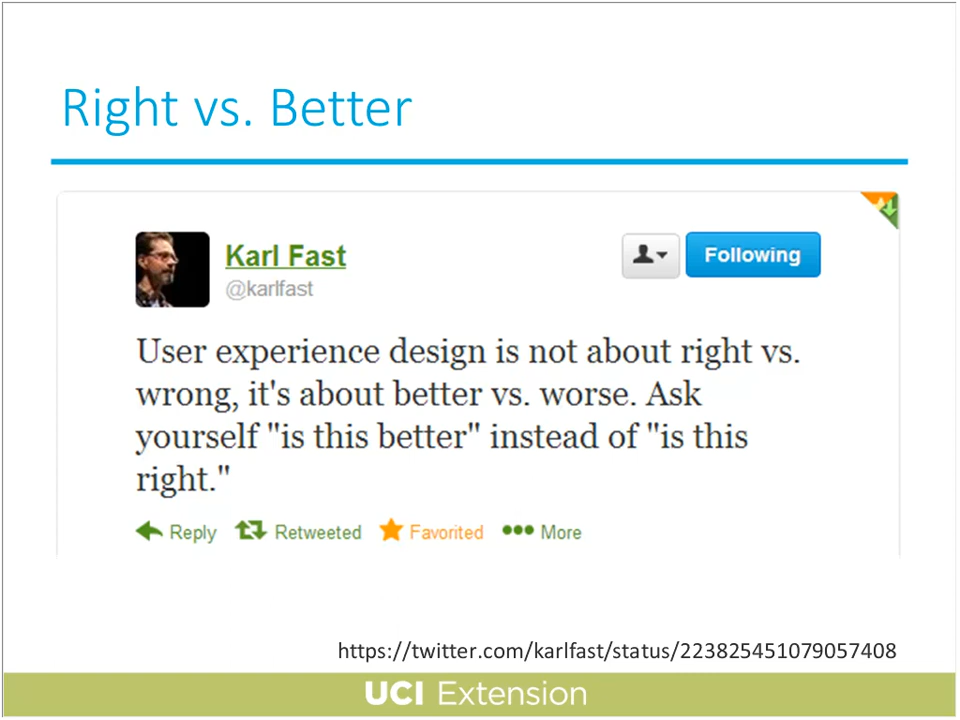 Right vs. Better
Karl Fast
@karlfast
Following
User experience design is not about right vs.
wrong, it's about better vs. worse. Ask
yourself "is this better" instead of "is this
right."
Reply Retweeted Favorited More
https://twitter.com/karlfast/status/223825451079057408
UCI Extension